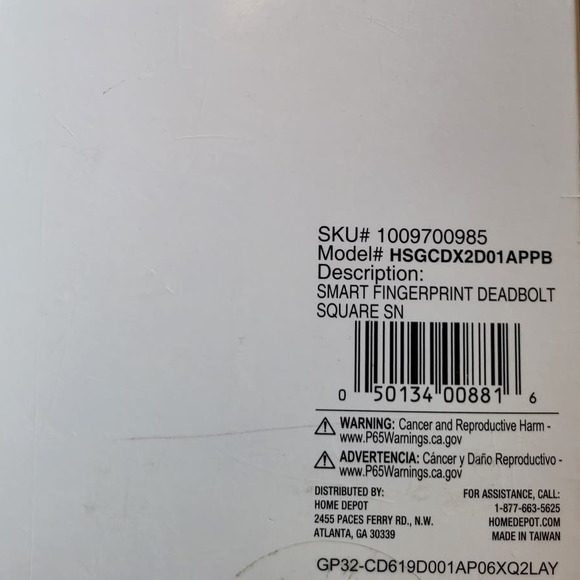 SKU# 1009700985
Model# HSGCDX2D01APPB
Description:
SMART FINGERPRINT DEADBOLT
SQUARE SN
0 50134 00881 6
WARNING: Cancer and Reproductive Harm -
www.P65Warnings.ca.gov
ADVERTENCIA: Cáncer y Daño Reproductivo -
www.P65Warnings.ca.gov
DISTRIBUTED BY:
HOME DEPOT
2455 PACES FERRY RD., N.W.
ATLANTA, GA 30339
FOR ASSISTANCE, CALL:
1-877-663-5625
HOMEDEPOT.COM
MADE IN TAIWAN
GP32-CD619D001AP06XQ2LAY